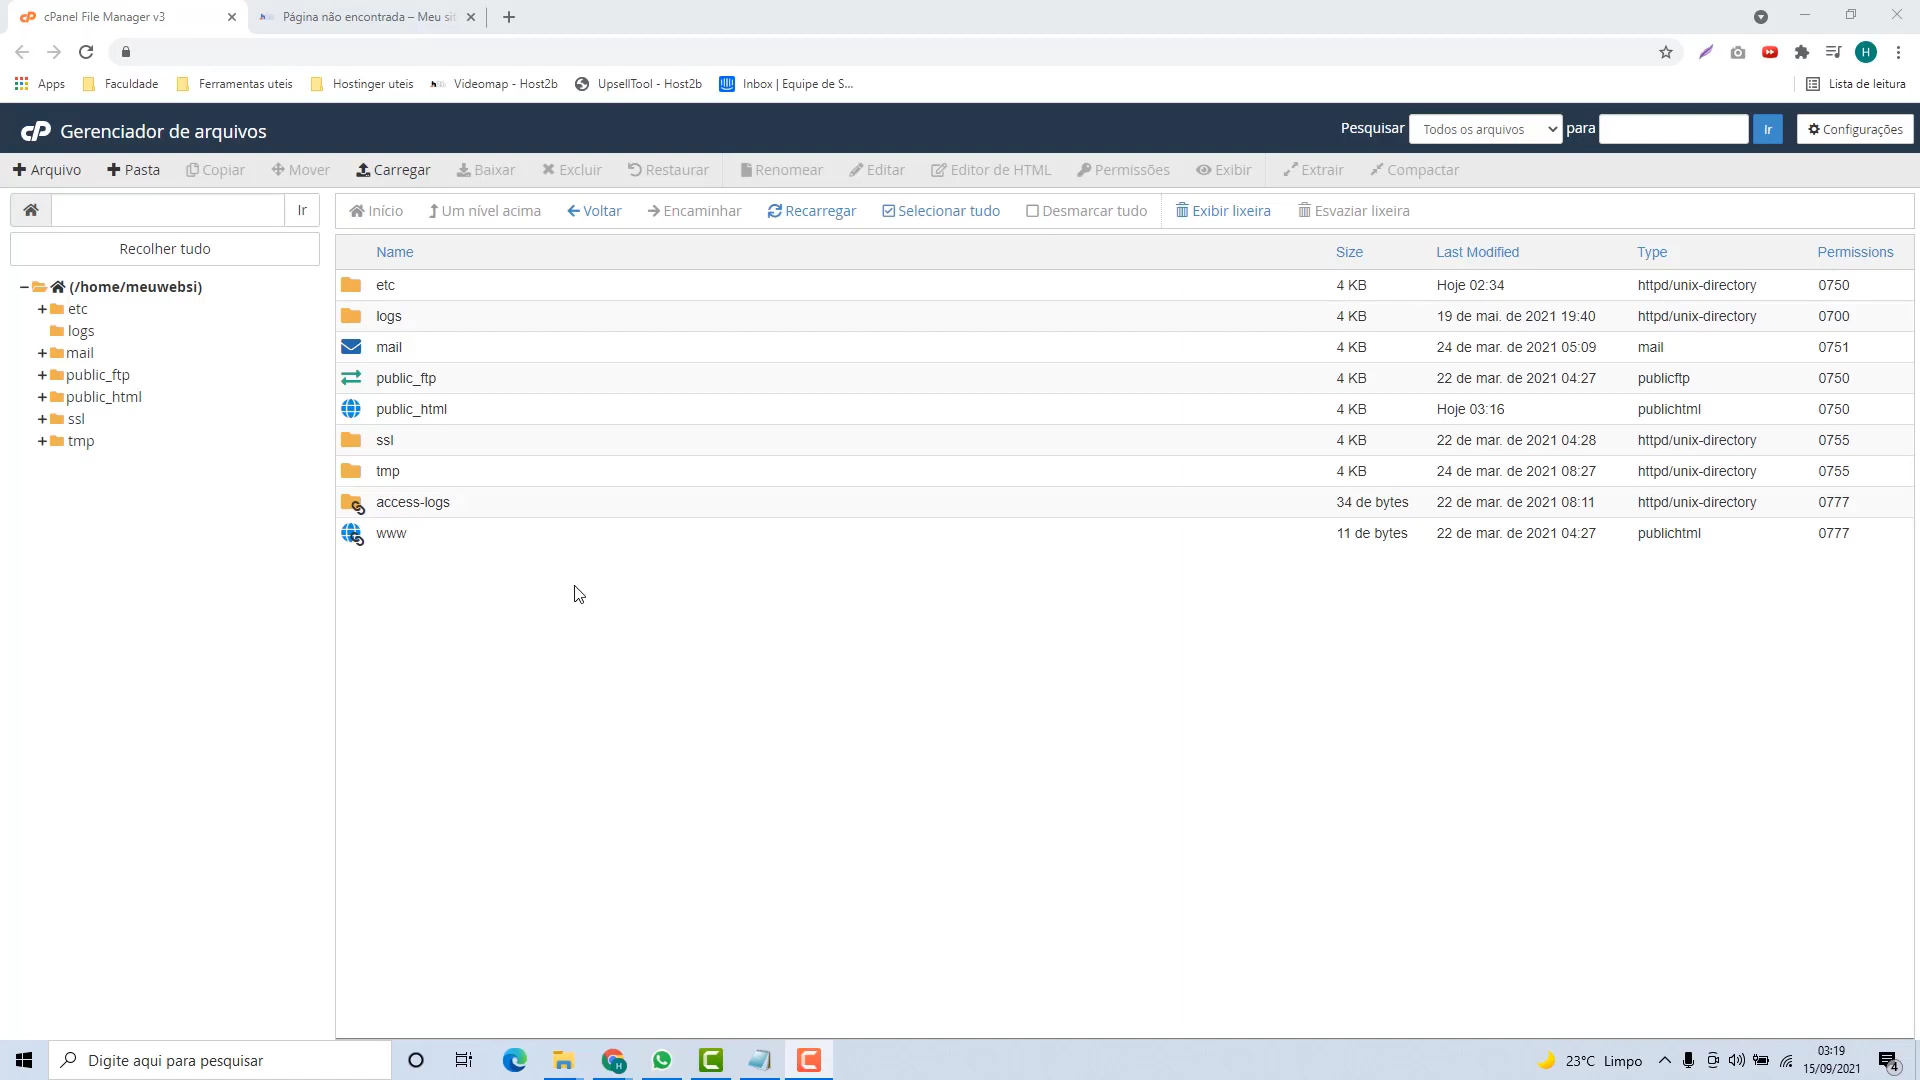 cPanel File Manager v3
Página não encontrada – Meu sit
H
Apps
Faculdade
Ferramentas uteis
Hostinger uteis
Videomap - Host2b
UpsellTool - Host2b
Inbox | Equipe de S...
Lista de leitura
cP Gerenciador de arquivos
Pesquisar Todos os arquivos para Ir Configurações
Arquivo Pasta Copiar Mover Carregar Baixar Excluir Restaurar Renomear Editar Editor de HTML Permissões Exibir Extrair Compactar
Ir
Início Um nível acima Voltar Encaminhar Recarregar Selecionar tudo Desmarcar tudo Exibir lixeira Esvaziar lixeira
Recolher tudo
(/home/meuwebsi)
etc
logs
mail
public_ftp
public_html
ssl
tmp
Name Size Last Modified Type Permissions
etc 4 KB Hoje 02:34 httpd/unix-directory 0750
logs 4 KB 19 de mai. de 2021 19:40 httpd/unix-directory 0700
mail 4 KB 24 de mar. de 2021 05:09 mail 0751
public_ftp 4 KB 22 de mar. de 2021 04:27 publicftp 0750
public_html 4 KB Hoje 03:16 publichtml 0750
ssl 4 KB 22 de mar. de 2021 04:28 httpd/unix-directory 0755
tmp 4 KB 24 de mar. de 2021 08:27 httpd/unix-directory 0755
access-logs 34 de bytes 22 de mar. de 2021 08:11 httpd/unix-directory 0777
www 11 de bytes 22 de mar. de 2021 04:27 publichtml 0777
Digite aqui para pesquisar
23°C Limpo
03:19
15/09/2021
4